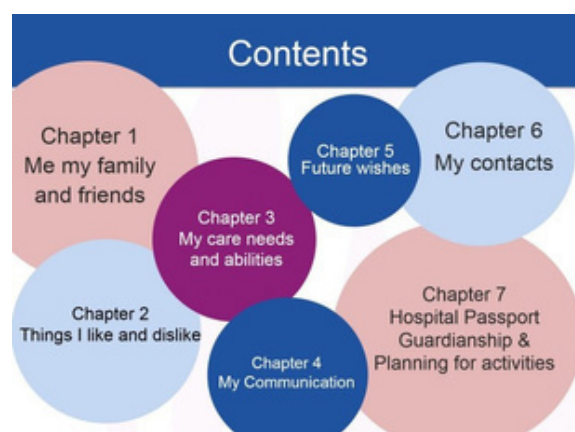 Contents
Chapter 1
Me my family
and friends
Chapter 2
Things I like and dislike
Chapter 3
My care needs
and abilities
Chapter 4
My Communication
Chapter 5
Future wishes
Chapter 6
My contacts
Chapter 7
Hospital Passport
Guardianship &
Planning for activities